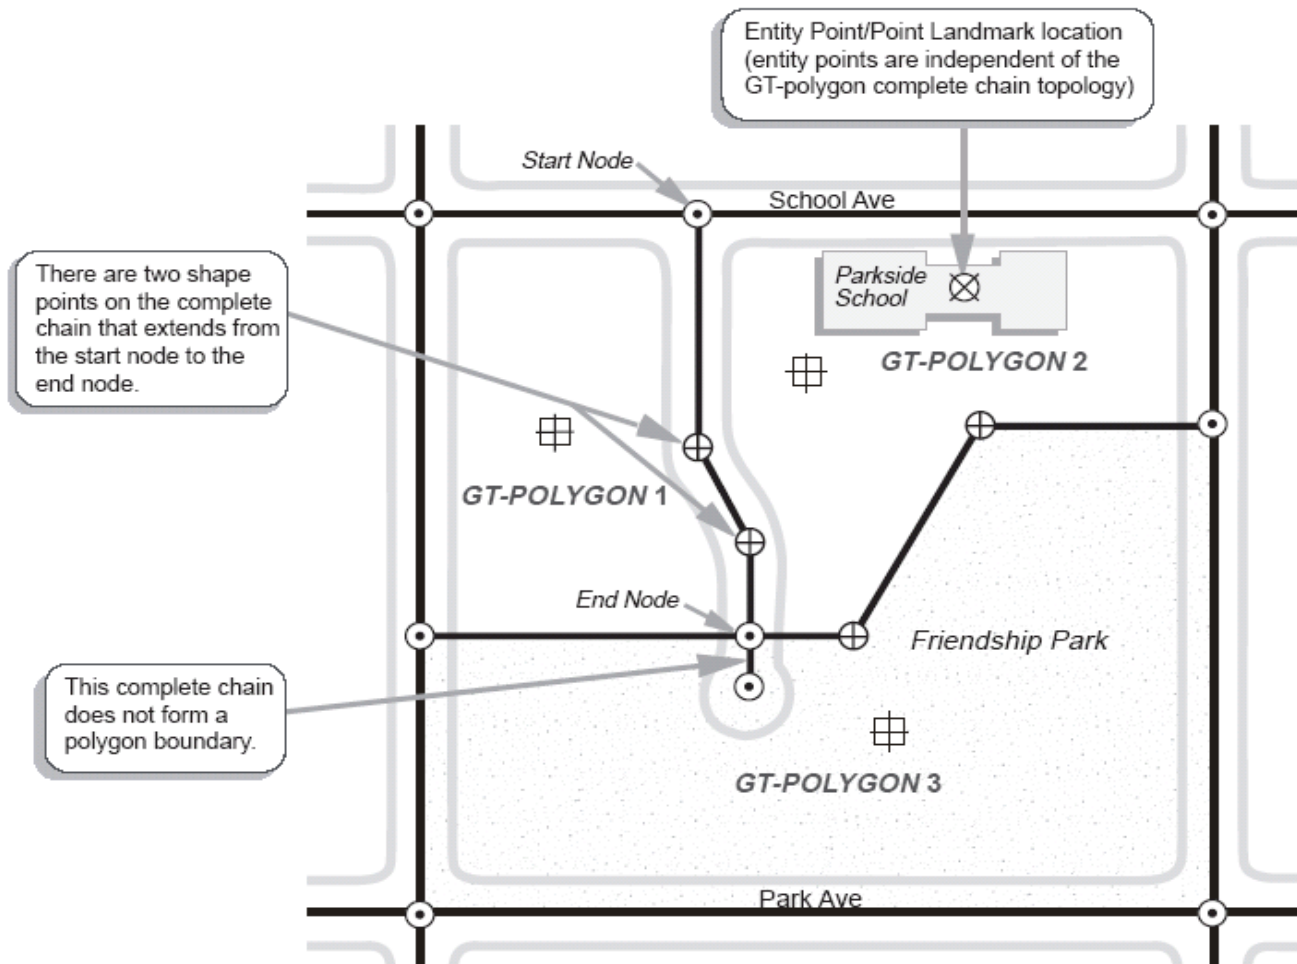 Entity Point/Point Landmark location
(entity points are independent of the
GT-polygon complete chain topology)
Start Node
School Ave
There are two shape
points on the complete
chain that extends from
the start node to the
end node.
Parkside
School
GT-POLYGON 2
GT-POLYGON 1
End Node
Friendship Park
This complete chain
does not form a
polygon boundary.
GT-POLYGON 3
Park Ave